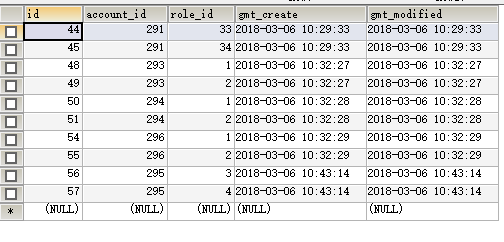 id account_id role_id gmt_create gmt_modified
44 291 33 2018-03-06 10:29:33 2018-03-06 10:29:33
45 291 34 2018-03-06 10:29:33 2018-03-06 10:29:33
48 293 1 2018-03-06 10:32:27 2018-03-06 10:32:27
49 293 2 2018-03-06 10:32:27 2018-03-06 10:32:27
50 294 1 2018-03-06 10:32:28 2018-03-06 10:32:28
51 294 2 2018-03-06 10:32:28 2018-03-06 10:32:28
54 296 1 2018-03-06 10:32:29 2018-03-06 10:32:29
55 296 2 2018-03-06 10:32:29 2018-03-06 10:32:29
56 295 3 2018-03-06 10:43:14 2018-03-06 10:43:14
57 295 4 2018-03-06 10:43:14 2018-03-06 10:43:14
* (NULL) (NULL) (NULL) (NULL) (NULL)